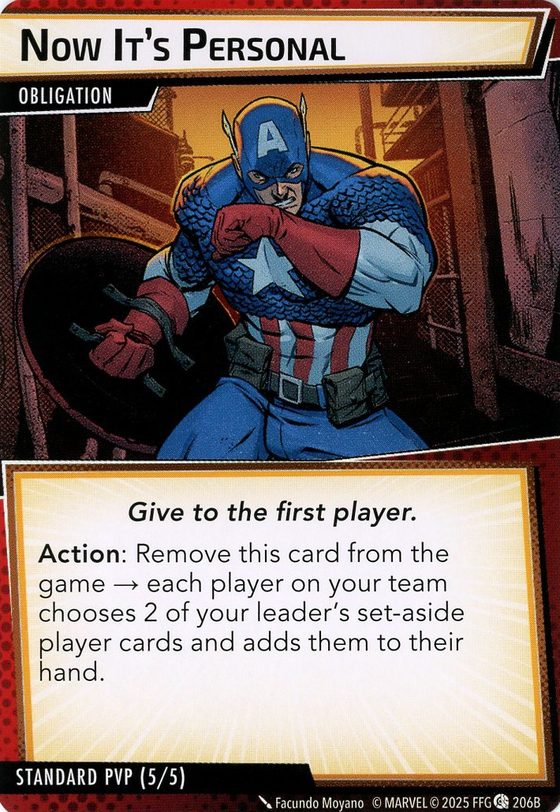 Now It's Personal
OBLIGATION
A
Give to the first player.
Action: Remove this card from the
game → each player on your team
chooses 2 of your leader's set-aside
player cards and adds them to their
hand.
STANDARD PVP (5/5)
Facundo Moyano © MARVEL © 2025 FFG 206B